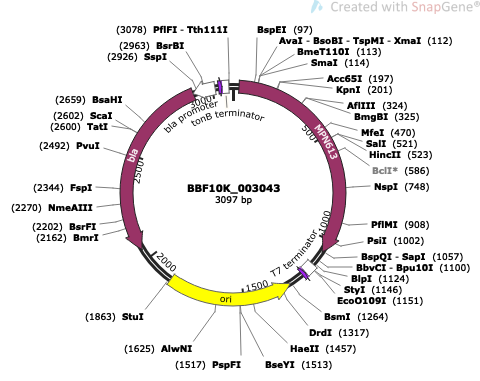 Created with SnapGene®
(3078) PflFI - Tth111I
BspEI (97)
AvaI - BsoBI - TspMI - XmaI (112)
(2963) BsrBI
BmeT110I (113)
(2926) SspI
SmaI (114)
Acc65I (197)
KpnI (201)
(2659) BsaHI
AflIII (324)
(2602) ScaI
BmgBI (325)
(2600) TatI
MfeI (470)
(2492) PvuI
SalI (521)
HincII (523)
BclI* (586)
(2344) FspI
NspI (748)
(2270) NmeAIII
(2202) BsrFI
PflMI (908)
(2162) BmrI
PsiI (1002)
BspQI - SapI (1057)
BbvCI - Bpu10I (1100)
BlpI (1124)
StyI (1146)
EcoO109I (1151)
(1863) StuI
BsmI (1264)
DrdI (1317)
(1625) AlwNI
HaeII (1457)
(1517) PspFI
BseYI (1513)
bla promoter
tonB terminator
MPN613
bla
T7 terminator
ori
500
1000
1500
2000
2500
3000
BBF10K_003043
3097 bp